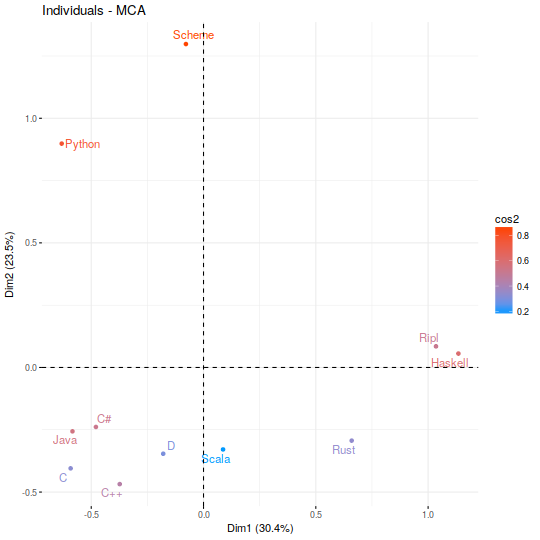 Individuals - MCA
Scheme
Python
Ripl
Haskell
C#
Java
D
Scala
Rust
C
C++
1.0
0.5
0.0
-0.5
-0.5
0.0
0.5
1.0
Dim1 (30.4%)
Dim2 (23.5%)
cos2
0.8
0.6
0.4
0.2